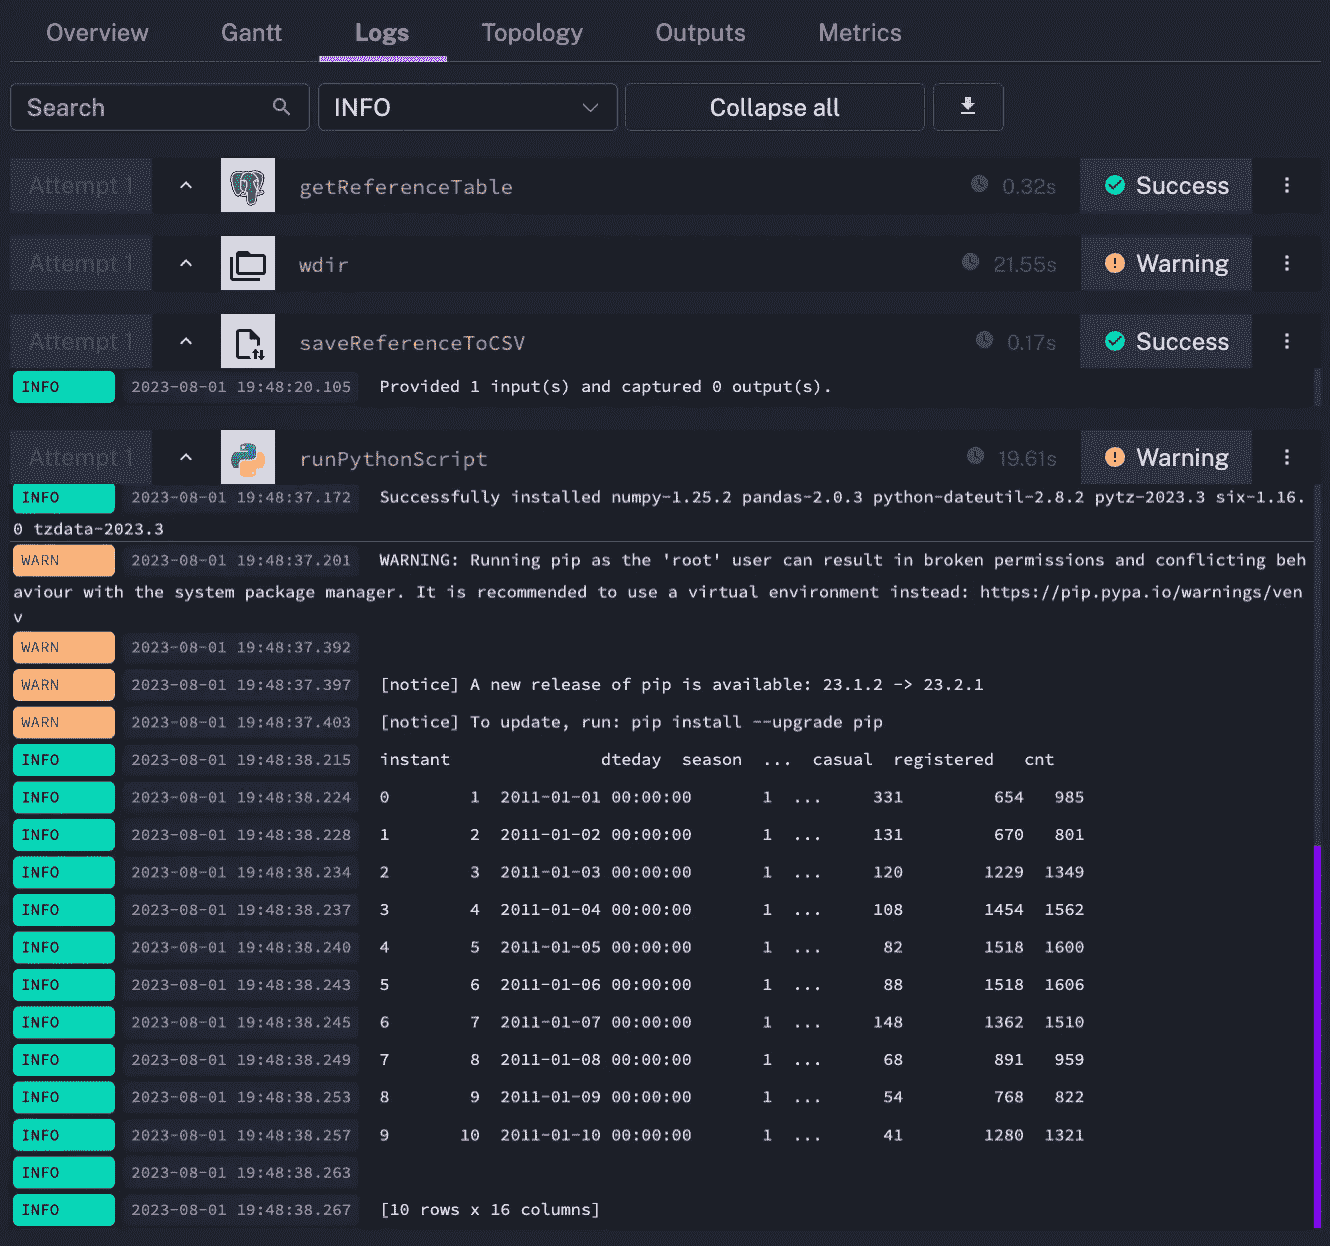 Overview Gantt Logs Topology Outputs Metrics
Search INFO Collapse all
Attempt 1 getReferenceTable 0.32s Success
Attempt 1 wdir 21.55s Warning
Attempt 1 saveReferenceToCSV 0.17s Success
INFO 2023-08-01 19:48:20.105 Provided 1 input(s) and captured 0 output(s).
Attempt 1 runPythonScript 19.61s Warning
INFO 2023-08-01 19:48:37.172 Successfully installed numpy-1.25.2 pandas-2.0.3 python-dateutil-2.8.2 pytz-2023.3 six-1.16.
0 tzdata-2023.3
WARN 2023-08-01 19:48:37.201 WARNING: Running pip as the 'root' user can result in broken permissions and conflicting beh
aviour with the system package manager. It is recommended to use a virtual environment instead: https://pip.pypa.io/warnings/ven
v
WARN 2023-08-01 19:48:37.392
WARN 2023-08-01 19:48:37.397 [notice] A new release of pip is available: 23.1.2 -> 23.2.1
WARN 2023-08-01 19:48:37.403 [notice] To update, run: pip install --upgrade pip
INFO 2023-08-01 19:48:38.215 instant dteday season ... casual registered cnt
INFO 2023-08-01 19:48:38.224 0 1 2011-01-01 00:00:00 1 ... 331 654 985
INFO 2023-08-01 19:48:38.228 1 2 2011-01-02 00:00:00 1 ... 131 670 801
INFO 2023-08-01 19:48:38.234 2 3 2011-01-03 00:00:00 1 ... 120 1229 1349
INFO 2023-08-01 19:48:38.237 3 4 2011-01-04 00:00:00 1 ... 108 1454 1562
INFO 2023-08-01 19:48:38.240 4 5 2011-01-05 00:00:00 1 ... 82 1518 1600
INFO 2023-08-01 19:48:38.243 5 6 2011-01-06 00:00:00 1 ... 88 1518 1606
INFO 2023-08-01 19:48:38.245 6 7 2011-01-07 00:00:00 1 ... 148 1362 1510
INFO 2023-08-01 19:48:38.249 7 8 2011-01-08 00:00:00 1 ... 68 891 959
INFO 2023-08-01 19:48:38.253 8 9 2011-01-09 00:00:00 1 ... 54 768 822
INFO 2023-08-01 19:48:38.257 9 10 2011-01-10 00:00:00 1 ... 41 1280 1321
INFO 2023-08-01 19:48:38.263
INFO 2023-08-01 19:48:38.267 [10 rows x 16 columns]